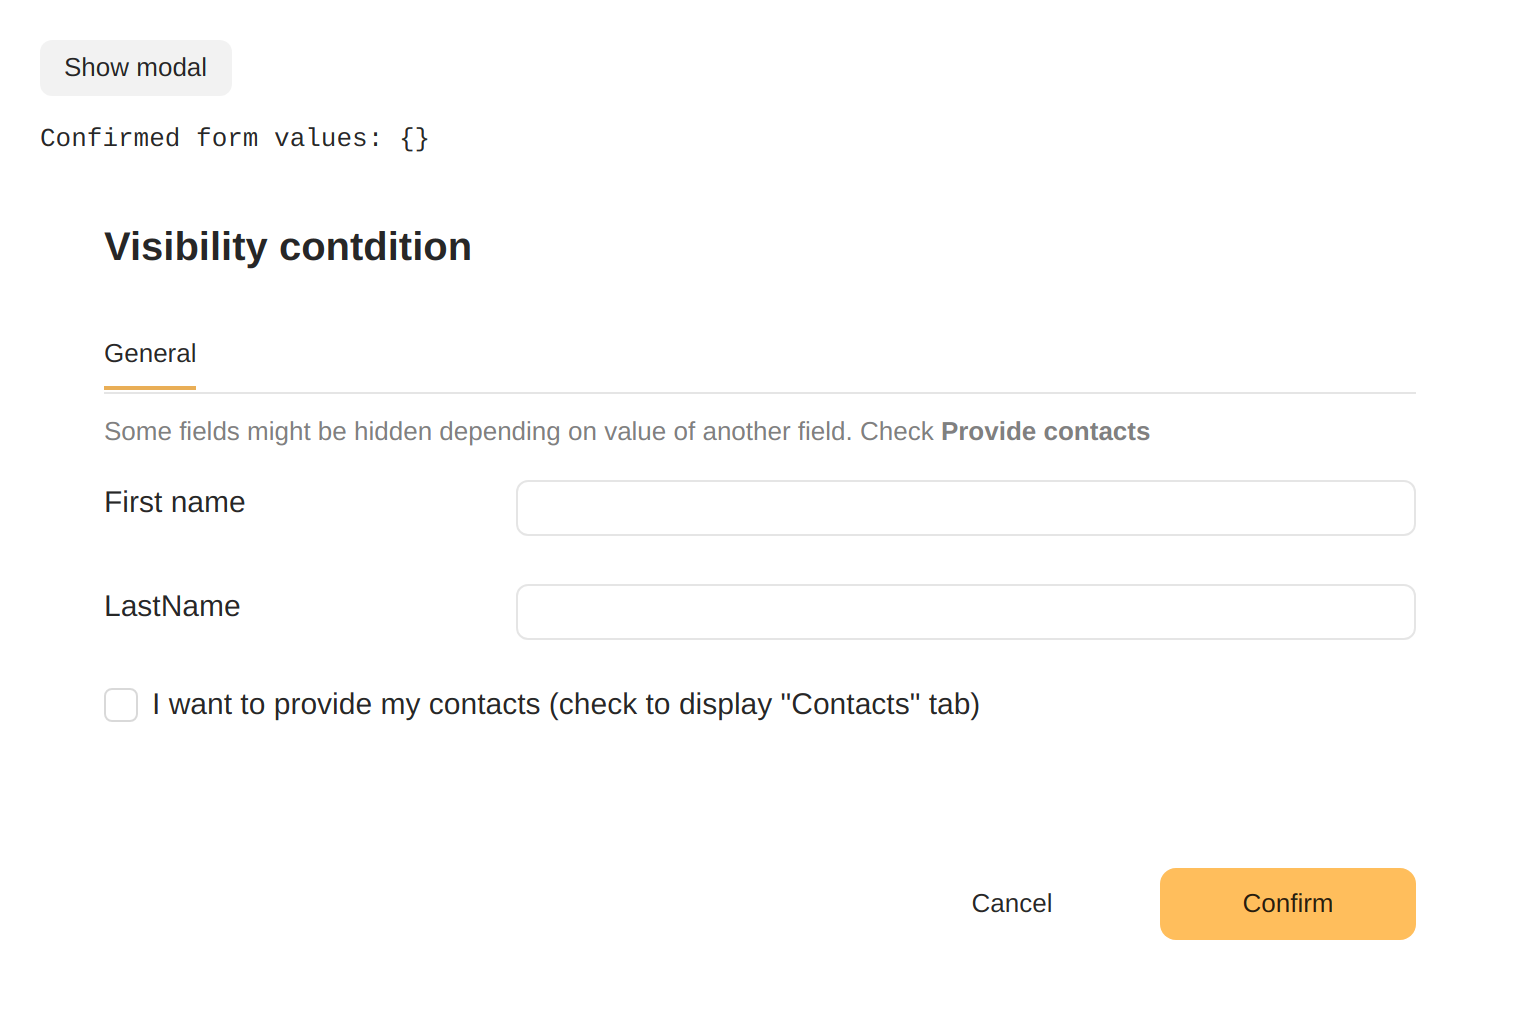 Show modal
Confirmed form values: {}
Visibility contdition
General
Some fields might be hidden depending on value of another field. Check Provide contacts
First name
LastName
I want to provide my contacts (check to display "Contacts" tab)
Cancel
Confirm